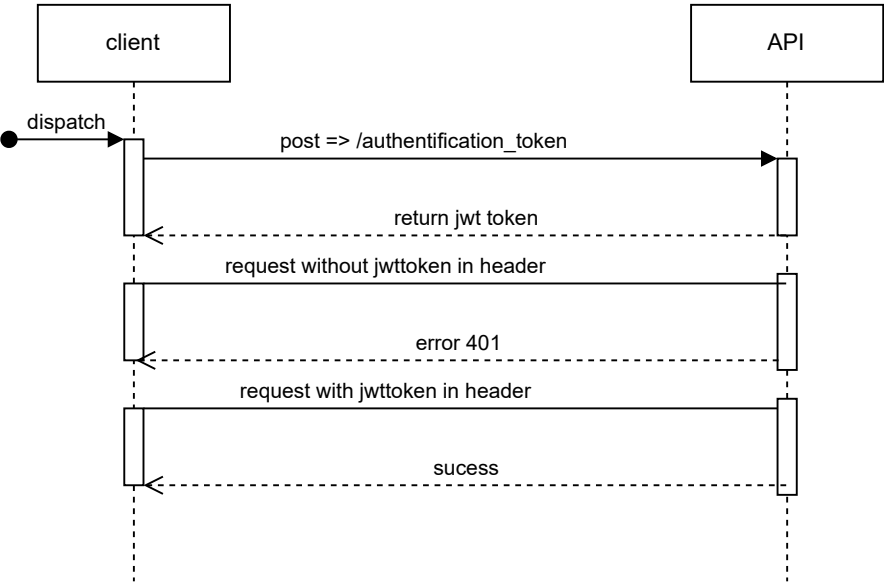 client
API
dispatch
post => /authentification_token
return jwt token
request without jwttoken in header
error 401
request with jwttoken in header
sucess